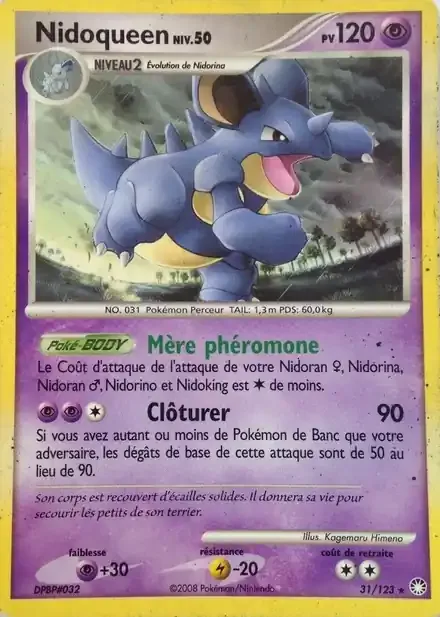 Nidoqueen NIV.50 PV 120
NIVEAU2 Évolution de Nidorina
NO. 031 Pokémon Perceur TAIL: 1,3 m PDS: 60,0 kg
Poké-BODY Mère phéromone
Le Coût d'attaque de l'attaque de votre Nidoran ♀, Nidorina,
Nidoran ♂, Nidorino et Nidoking est ✶ de moins.
Clôturer 90
Si vous avez autant ou moins de Pokémon de Banc que votre
adversaire, les dégâts de base de cette attaque sont de 50 au
lieu de 90.
Son corps est recouvert d'écailles solides. Il donnera sa vie pour
secourir les petits de son terrier.
Illus. Kagemaru Himeno
faiblesse résistance coût de retraite
+30 -20
DPBP#032 ©2008 Pokémon/Nintendo 31/123 ★